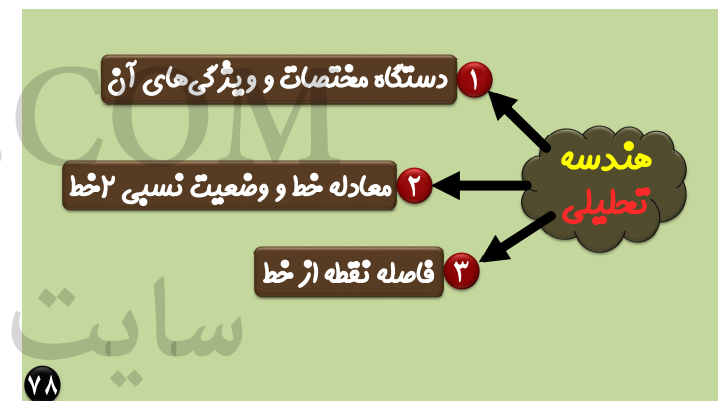 هندسه
تحلیلی
۱ دستگاه مختصات و ویژگی‌های آن
۲ معادله خط و وضعیت نسبی ۲خط
۳ فاصله نقطه از خط
.COM
سایت
۷۸